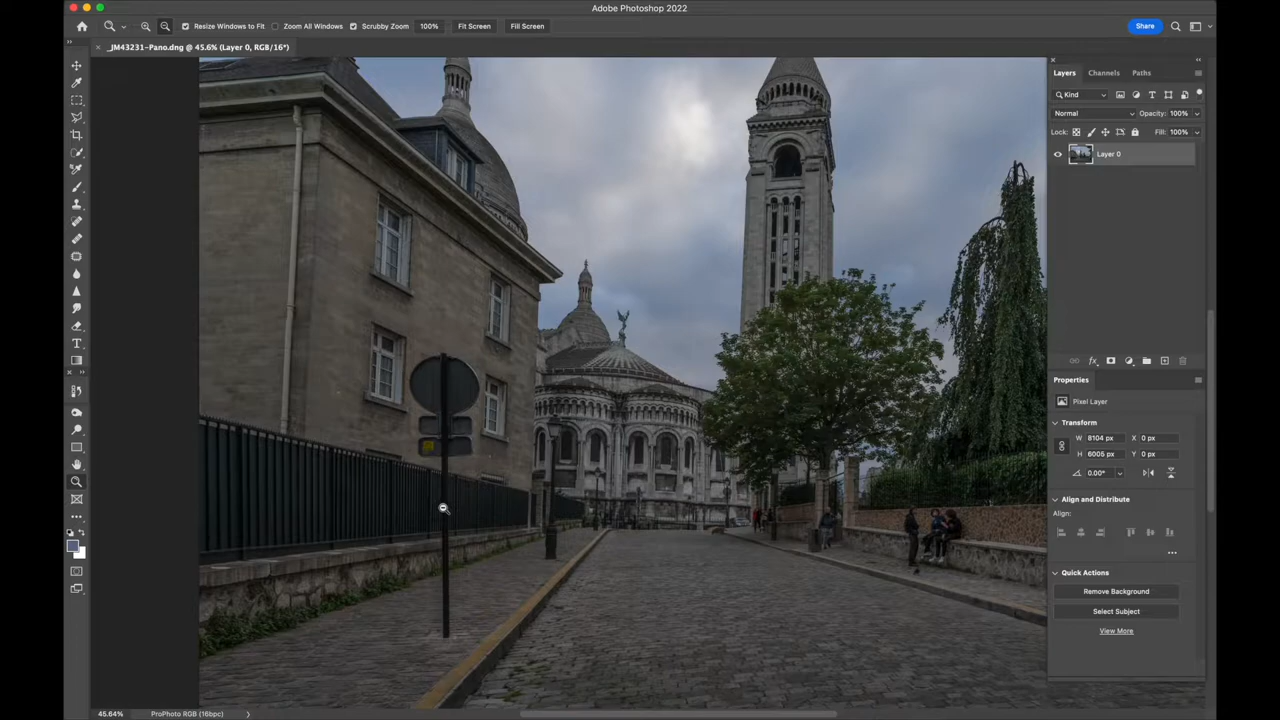 Adobe Photoshop 2022
Resize Windows to Fit Zoom All Windows Scrubby Zoom 100% Fit Screen Fill Screen Share
_JM43231-Pano.dng @ 45.6% (Layer 0, RGB/16*)
Layers Channels Paths
Kind
Normal Opacity: 100%
Lock: Fill: 100%
Layer 0
fx
Properties
Pixel Layer
Transform
W 8104 px X 0 px
H 6005 px Y 0 px
0.00°
Align and Distribute
Align:
Quick Actions
Remove Background
Select Subject
View More
45.64% ProPhoto RGB (16bpc)